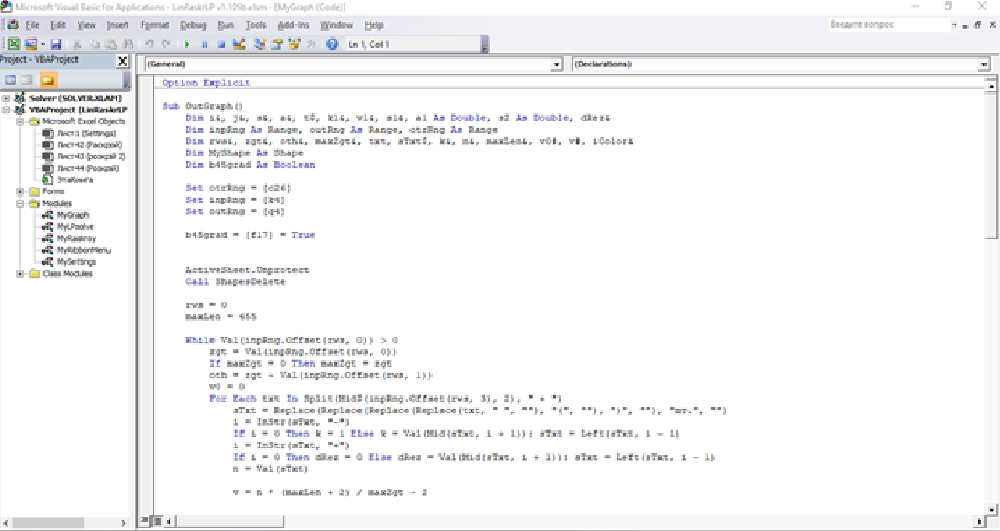 Microsoft Visual Basic for Applications - LinRaskrLP v1.105b.xlsm - [MyGraph (Code)]
File Edit View Insert Format Debug Run Tools Add-Ins Window Help
Введите вопрос
Ln 1, Col 1
Project - VBAProject
Solver (SOLVER.XLAM)
VBAProject (LinRaskrLP
Microsoft Excel Objects
Лист1 (Settings)
Лист42 (Раскрой)
Лист43 (раскрй 2)
Лист44 (Розкрій)
ЭтаКнига
Forms
Modules
MyGraph
MyLPsolve
MyRaskroy
MyRibbonMenu
MySettings
Class Modules
(General)
(Declarations)
Option Explicit
Sub OutGraph()
Dim i&, j&, s&, a&, t$, k1&, v1&, s1&, a1 As Double, s2 As Double, dRez&
Dim inpRng As Range, outRng As Range, otrRng As Range
Dim rws&, zgt&, oth&, maxZgt&, txt, sTxt$, k&, n&, maxLen&, v0#, v#, iColor&
Dim MyShape As Shape
Dim b45grad As Boolean
Set otrRng = [c26]
Set inpRng = [k4]
Set outRng = [q4]
b45grad = [f17] = True
ActiveSheet.Unprotect
Call ShapesDelete
rws = 0
maxLen = 455
While Val(inpRng.Offset(rws, 0)) > 0
zgt = Val(inpRng.Offset(rws, 0))
If maxZgt = 0 Then maxZgt = zgt
oth = zgt - Val(inpRng.Offset(rws, 1))
v0 = 0
For Each txt In Split(Mid$(inpRng.Offset(rws, 3), 2), " + ")
sTxt = Replace(Replace(Replace(Replace(txt, " ", ""), "(", ""), ")", ""), "шт.", "")
i = InStr(sTxt, "-")
If i = 0 Then k = 1 Else k = Val(Mid(sTxt, i + 1)): sTxt = Left(sTxt, i - 1)
i = InStr(sTxt, "+")
If i = 0 Then dRez = 0 Else dRez = Val(Mid(sTxt, i + 1)): sTxt = Left(sTxt, i - 1)
n = Val(sTxt)
v = n * (maxLen + 2) / maxZgt - 2